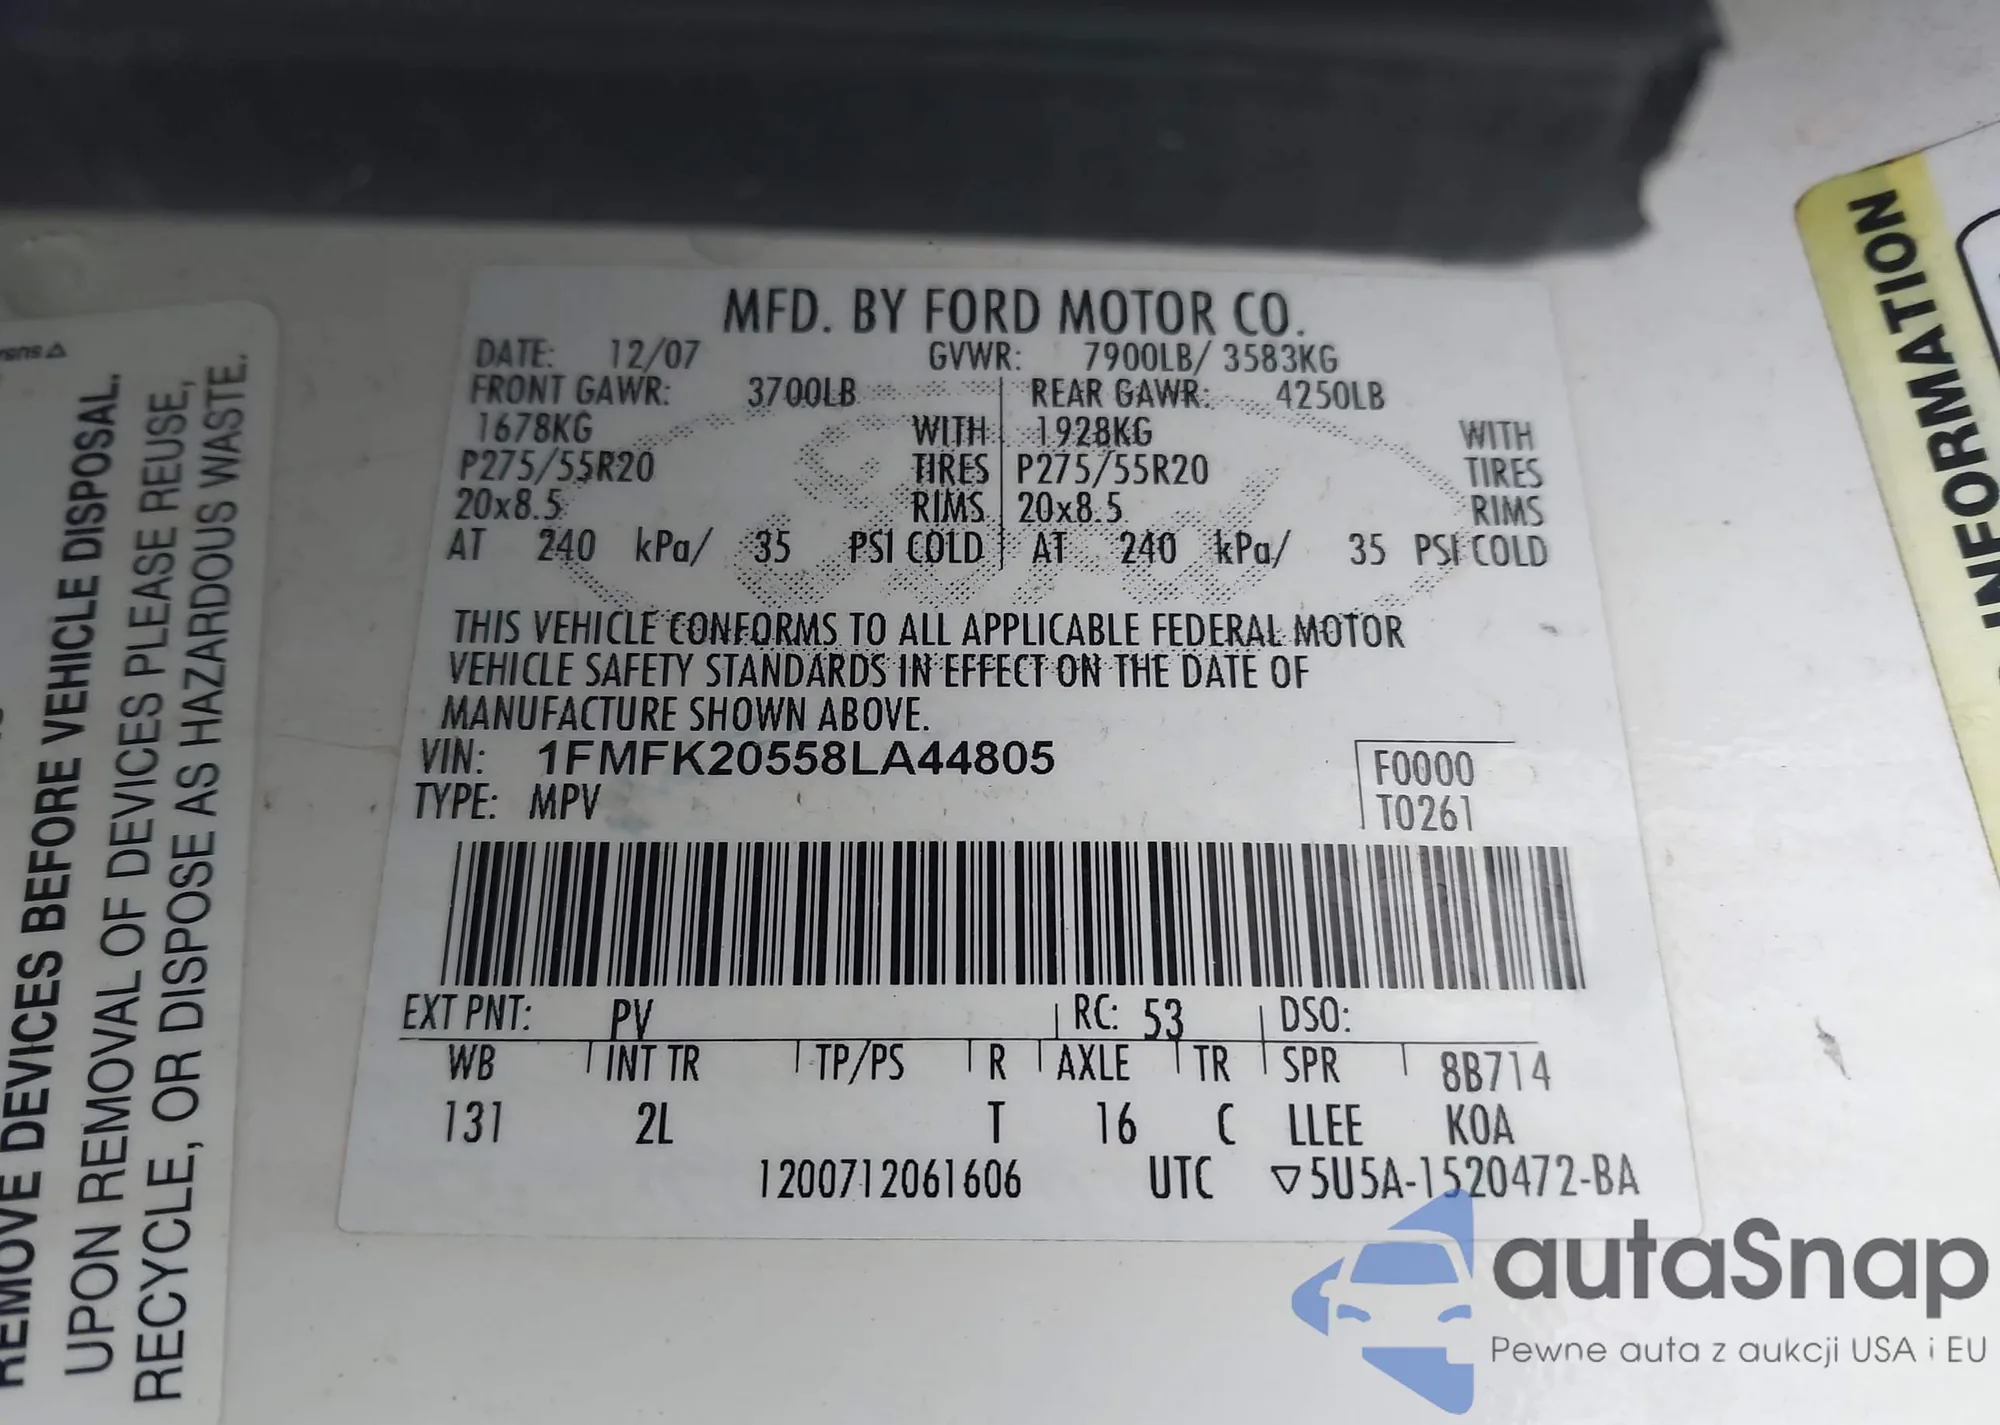 MFD. BY FORD MOTOR CO.
DATE: 12/07 GVWR: 7900LB/ 3583KG
FRONT GAWR: 3700LB REAR GAWR: 4250LB
1678KG WITH 1928KG WITH
P275/55R20 TIRES P275/55R20 TIRES
20x8.5 RIMS 20x8.5 RIMS
AT 240 kPa/ 35 PSI COLD AT 240 kPa/ 35 PSI COLD
THIS VEHICLE CONFORMS TO ALL APPLICABLE FEDERAL MOTOR
VEHICLE SAFETY STANDARDS IN EFFECT ON THE DATE OF
MANUFACTURE SHOWN ABOVE.
VIN: 1FMFK20558LA44805
F0000
TYPE: MPV
T0261
EXT PNT: PV RC: 53 DSO:
WB INT TR TP/PS R AXLE TR SPR 8B714
131 2L T 16 C LLEE KOA
1200712061606 UTC ▽5U5A-1520472-BA
REMOVE DEVICES BEFORE VEHICLE DISPOSAL.
UPON REMOVAL OF DEVICES PLEASE REUSE,
RECYCLE, OR DISPOSE AS HAZARDOUS WASTE.
INFORMATION
autaSnap
Pewne auta z aukcji USA i EU